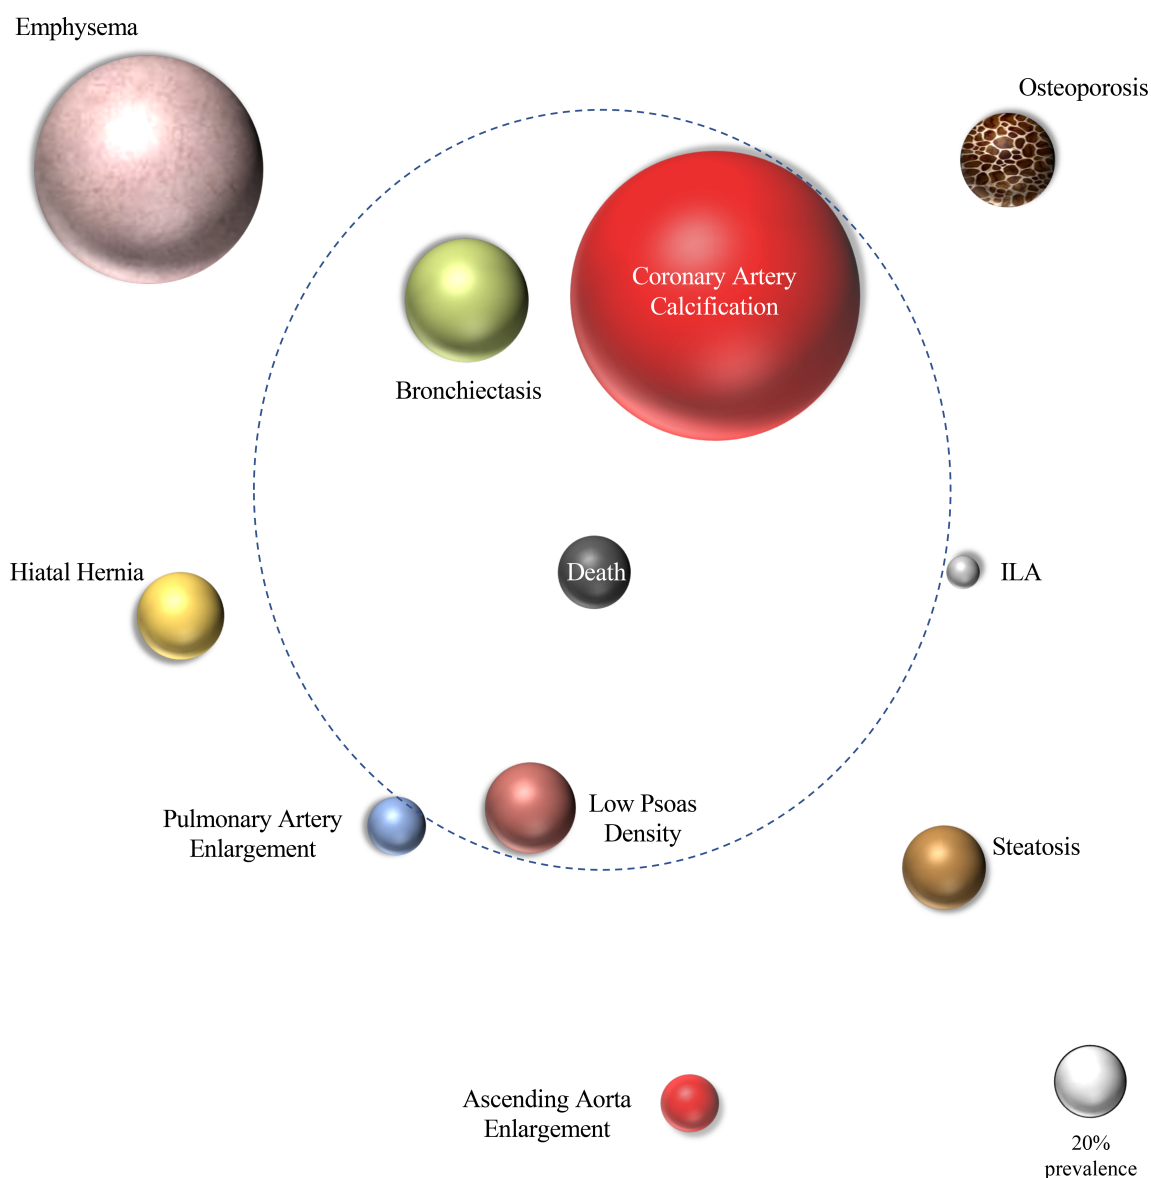 Emphysema
Osteoporosis
Coronary Artery
Calcification
Bronchiectasis
Hiatal Hernia
Death
ILA
Pulmonary Artery
Enlargement
Low Psoas
Density
Steatosis
Ascending Aorta
Enlargement
20%
prevalence